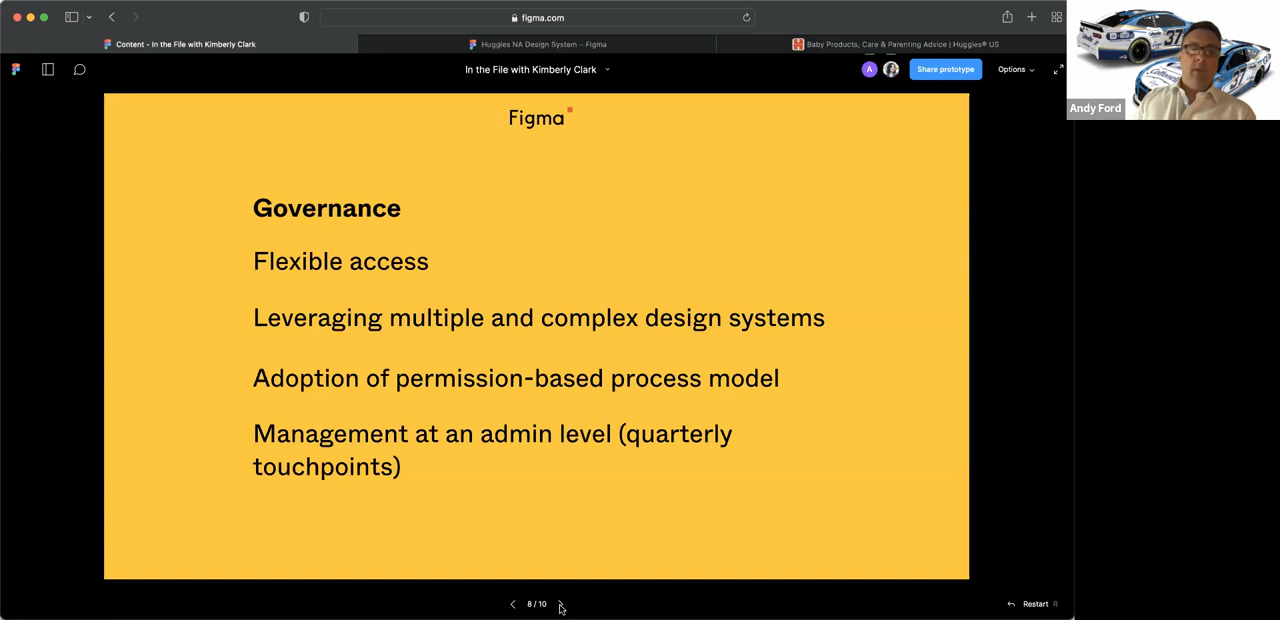 figma.com
Content - In the File with Kimberly Clark
Huggies NA Design System – Figma
Baby Products, Care & Parenting Advice | Huggies® US
In the File with Kimberly Clark
A
Share prototype
Options
Andy Ford
37
31
Figma
Governance
Flexible access
Leveraging multiple and complex design systems
Adoption of permission-based process model
Management at an admin level (quarterly
touchpoints)
8 / 10
Restart R